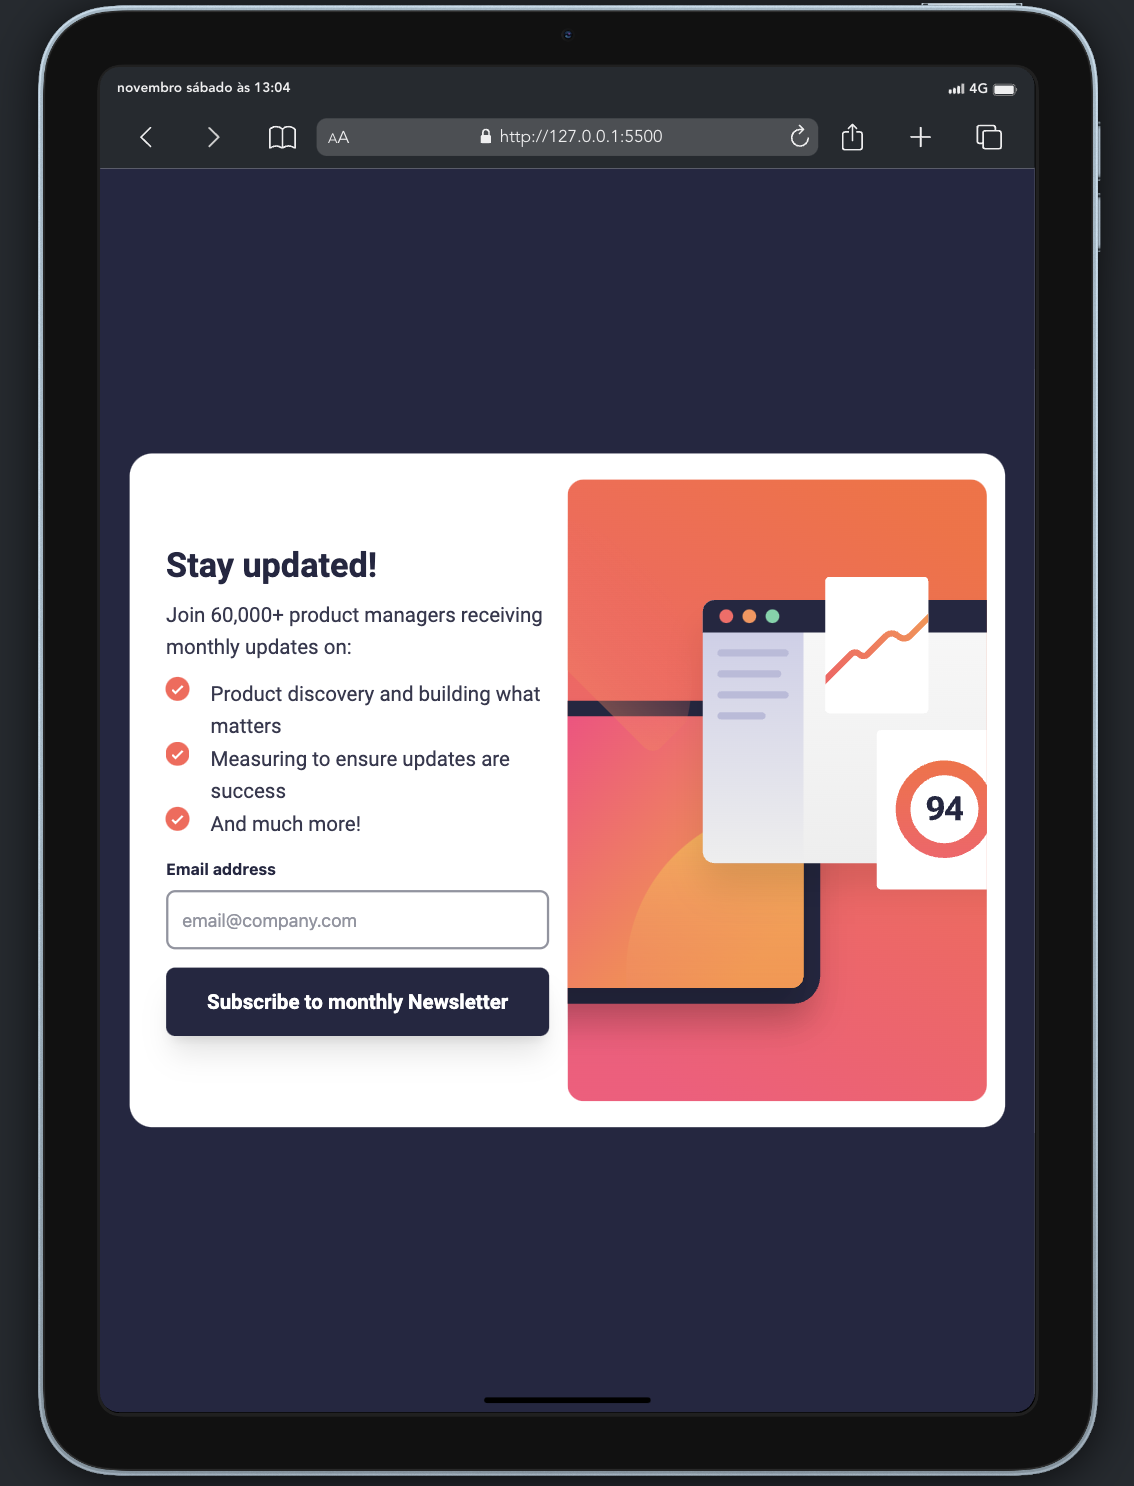 novembro sábado às 13:04
4G
AA
http://127.0.0.1:5500
Stay updated!
Join 60,000+ product managers receiving
monthly updates on:
Product discovery and building what
matters
Measuring to ensure updates are
success
And much more!
Email address
email@company.com
Subscribe to monthly Newsletter
94